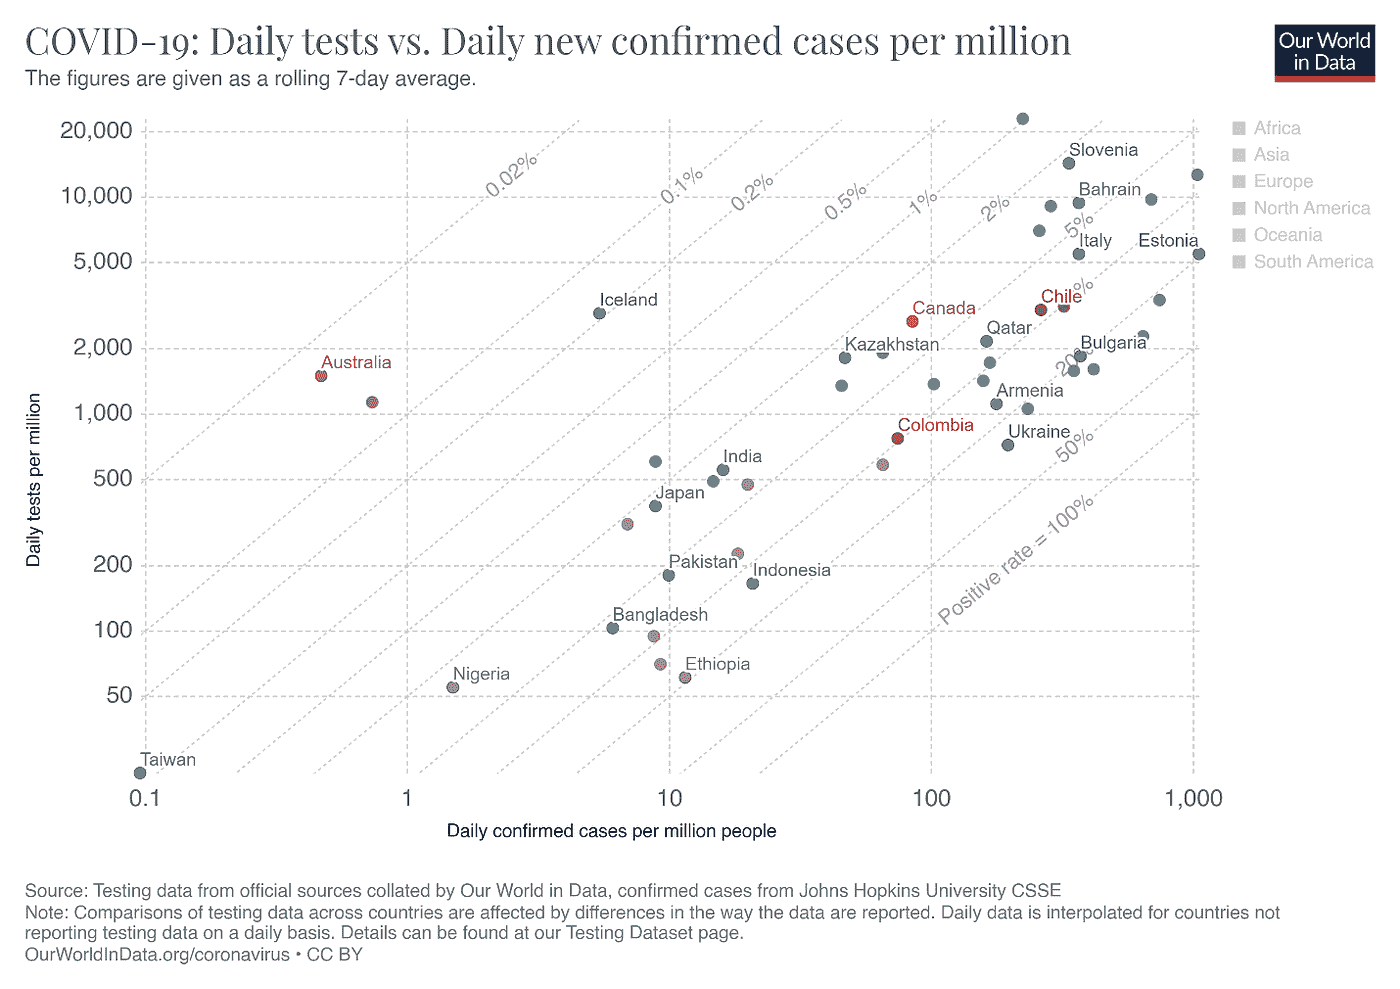 COVID-19: Daily tests vs. Daily new confirmed cases per million
The figures are given as a rolling 7-day average.
Our World
in Data
20,000
10,000
5,000
2,000
1,000
500
200
100
50
Daily tests per million
0.02%
0.1%
0.2%
0.5%
1%
2%
5%
%
20%
50%
Positive rate = 100%
Slovenia
Bahrain
Italy
Estonia
Iceland
Chile
Canada
Qatar
Kazakhstan
Bulgaria
Australia
Armenia
Colombia
Ukraine
India
Japan
Pakistan
Indonesia
Bangladesh
Ethiopia
Nigeria
Taiwan
Africa
Asia
Europe
North America
Oceania
South America
0.1
1
10
100
1,000
Daily confirmed cases per million people
Source: Testing data from official sources collated by Our World in Data, confirmed cases from Johns Hopkins University CSSE
Note: Comparisons of testing data across countries are affected by differences in the way the data are reported. Daily data is interpolated for countries not
reporting testing data on a daily basis. Details can be found at our Testing Dataset page.
OurWorldInData.org/coronavirus • CC BY